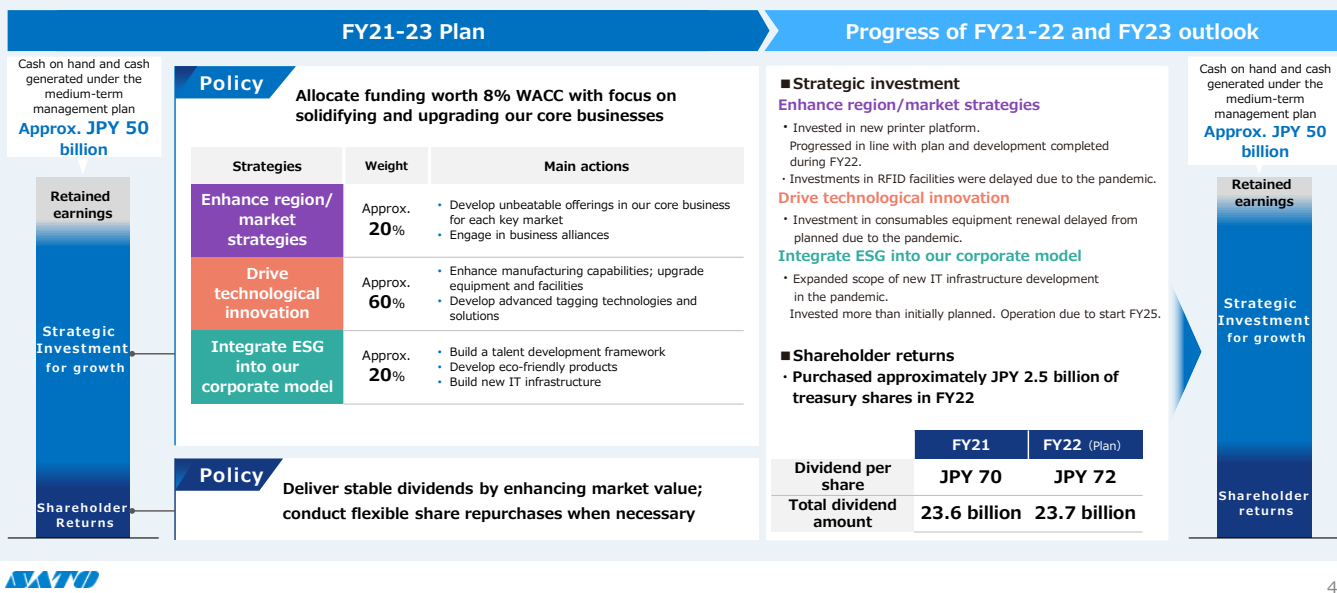 FY21-23 Plan
Progress of FY21-22 and FY23 outlook
Cash on hand and cash
generated under the
medium-term
management plan
Approx. JPY 50
billion
Retained
earnings
Strategic
Investment
for growth
Shareholder
Returns
Policy
Allocate funding worth 8% WACC with focus on
solidifying and upgrading our core businesses
Strategies Weight Main actions
Enhance region/
market
strategies
Approx.
20%
• Develop unbeatable offerings in our core business
for each key market
• Engage in business alliances
Drive
technological
innovation
Approx.
60%
• Enhance manufacturing capabilities; upgrade
equipment and facilities
• Develop advanced tagging technologies and
solutions
Integrate ESG
into our
corporate model
Approx.
20%
• Build a talent development framework
• Develop eco-friendly products
• Build new IT infrastructure
Policy
Deliver stable dividends by enhancing market value;
conduct flexible share repurchases when necessary
■Strategic investment
Enhance region/market strategies
・Invested in new printer platform.
Progressed in line with plan and development completed
during FY22.
・Investments in RFID facilities were delayed due to the pandemic.
Drive technological innovation
・Investment in consumables equipment renewal delayed from
planned due to the pandemic.
Integrate ESG into our corporate model
・Expanded scope of new IT infrastructure development
in the pandemic.
Invested more than initially planned. Operation due to start FY25.
■Shareholder returns
・Purchased approximately JPY 2.5 billion of
treasury shares in FY22
FY21 FY22 (Plan)
Dividend per
share
JPY 70 JPY 72
Total dividend
amount
23.6 billion 23.7 billion
Cash on hand and cash
generated under the
medium-term
management plan
Approx. JPY 50
billion
Retained
earnings
Strategic
Investment
for growth
Shareholder
returns
SATO
4